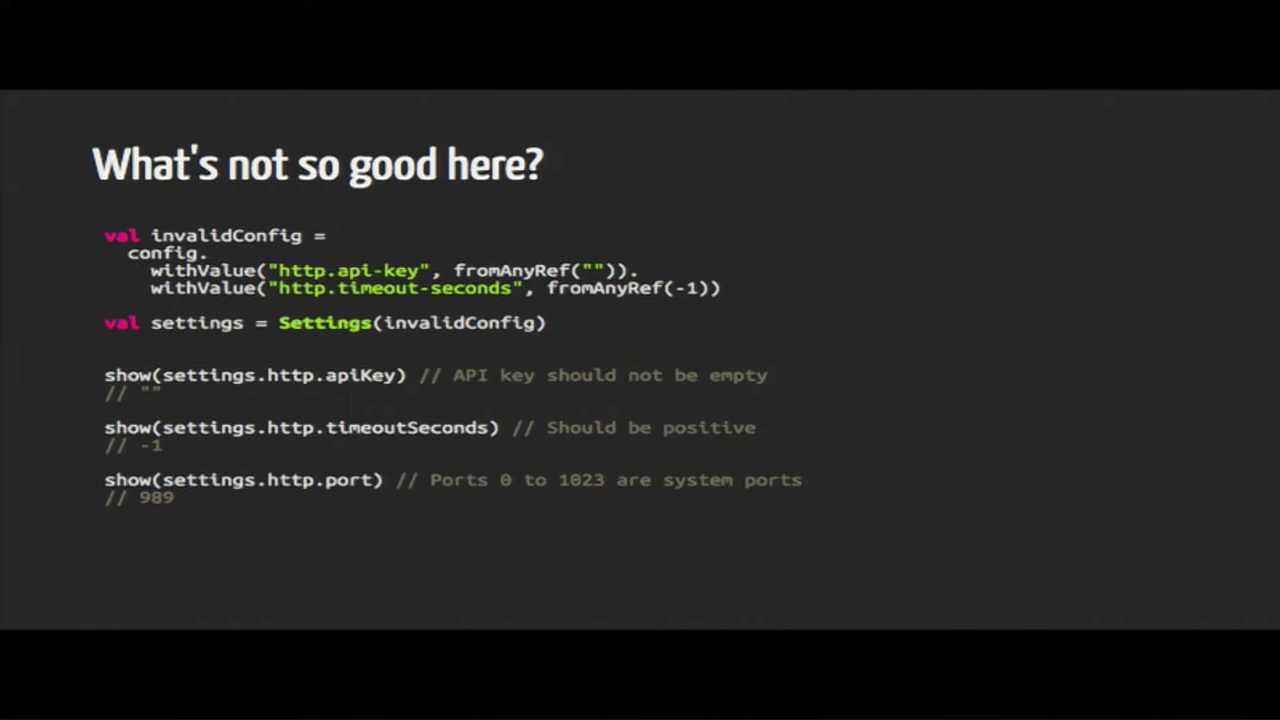 What's not so good here?
val invalidConfig =
config.
withValue("http.api-key", fromAnyRef("")).
withValue("http.timeout-seconds", fromAnyRef(-1))
val settings = Settings(invalidConfig)
show(settings.http.apiKey) // API key should not be empty
// ""
show(settings.http.timeoutSeconds) // Should be positive
// -1
show(settings.http.port) // Ports 0 to 1023 are system ports
// 989